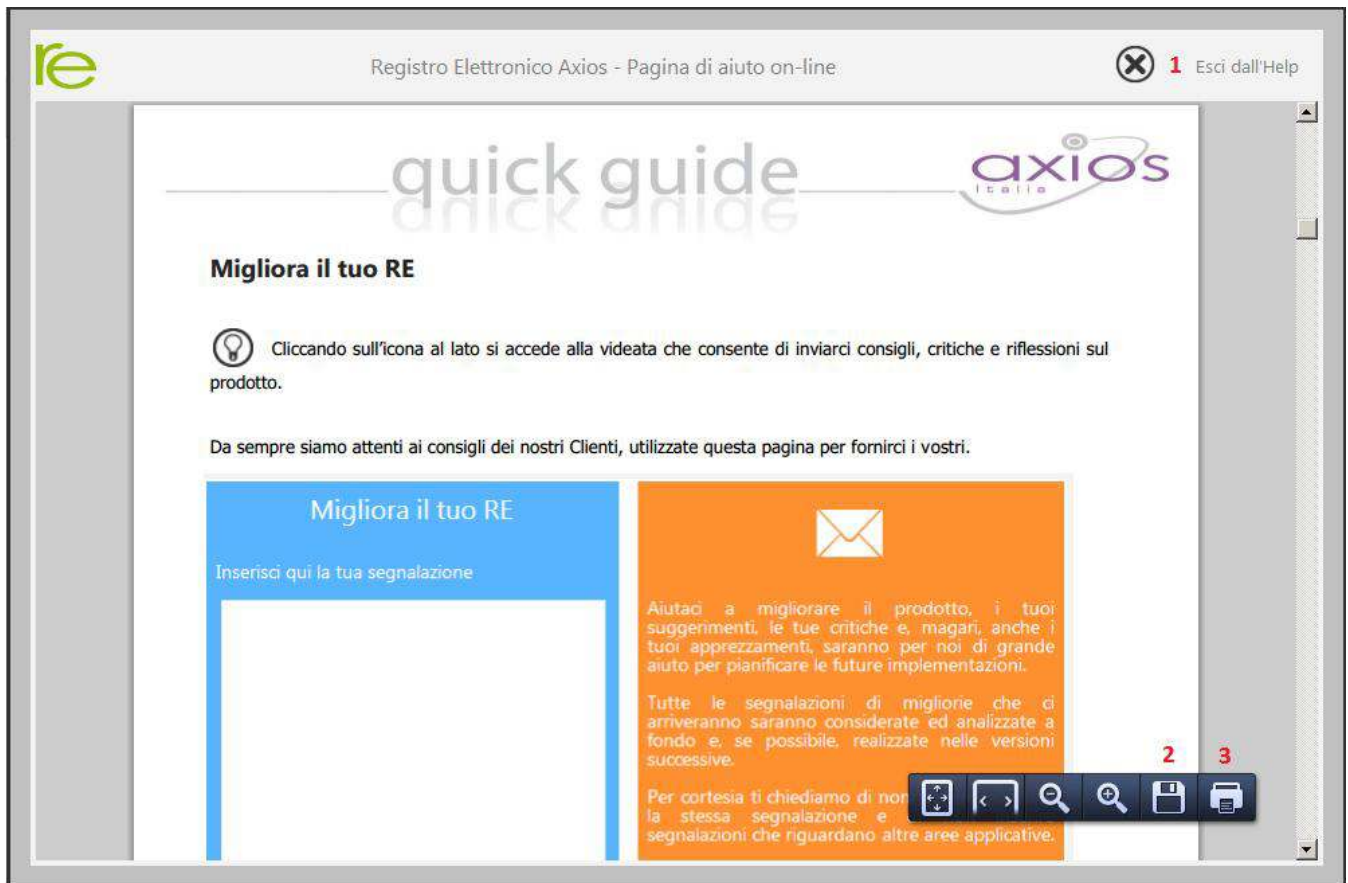 re
Registro Elettronico Axios - Pagina di aiuto on-line
1 Esci dall'Help
quick guide
axios
italia
Migliora il tuo RE
Cliccando sull'icona al lato si accede alla videata che consente di inviarci consigli, critiche e riflessioni sul
prodotto.
Da sempre siamo attenti ai consigli dei nostri Clienti, utilizzate questa pagina per fornirci i vostri.
Migliora il tuo RE
Inserisci qui la tua segnalazione
Aiutaci a migliorare il prodotto, i tuoi
suggerimenti, le tue critiche e, magari, anche i
tuoi apprezzamenti, saranno per noi di grande
aiuto per pianificare le future implementazioni.
Tutte le segnalazioni di migliorie che ci
arriveranno saranno considerate ed analizzate a
fondo e, se possibile, realizzate nelle versioni
successive.
Per cortesia ti chiediamo di non
la stessa segnalazione e
segnalazioni che riguardano altre aree applicative.
2 3